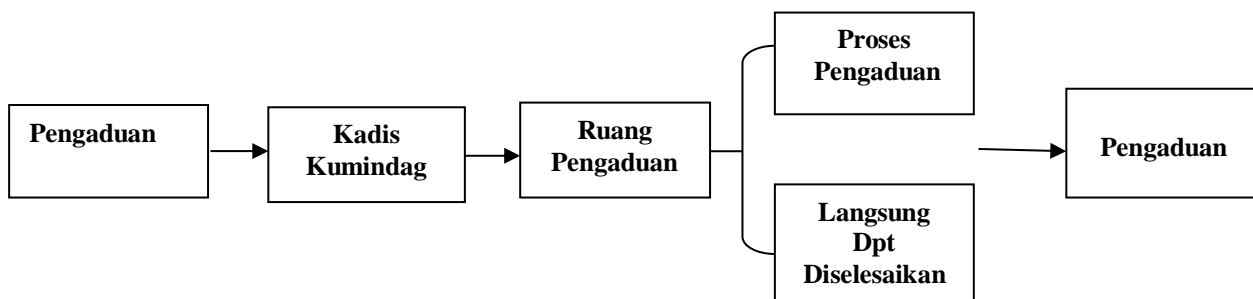 Pengaduan
Kadis
Kumindag
Ruang
Pengaduan
Proses
Pengaduan
Langsung
Dpt
Diselesaikan
Pengaduan